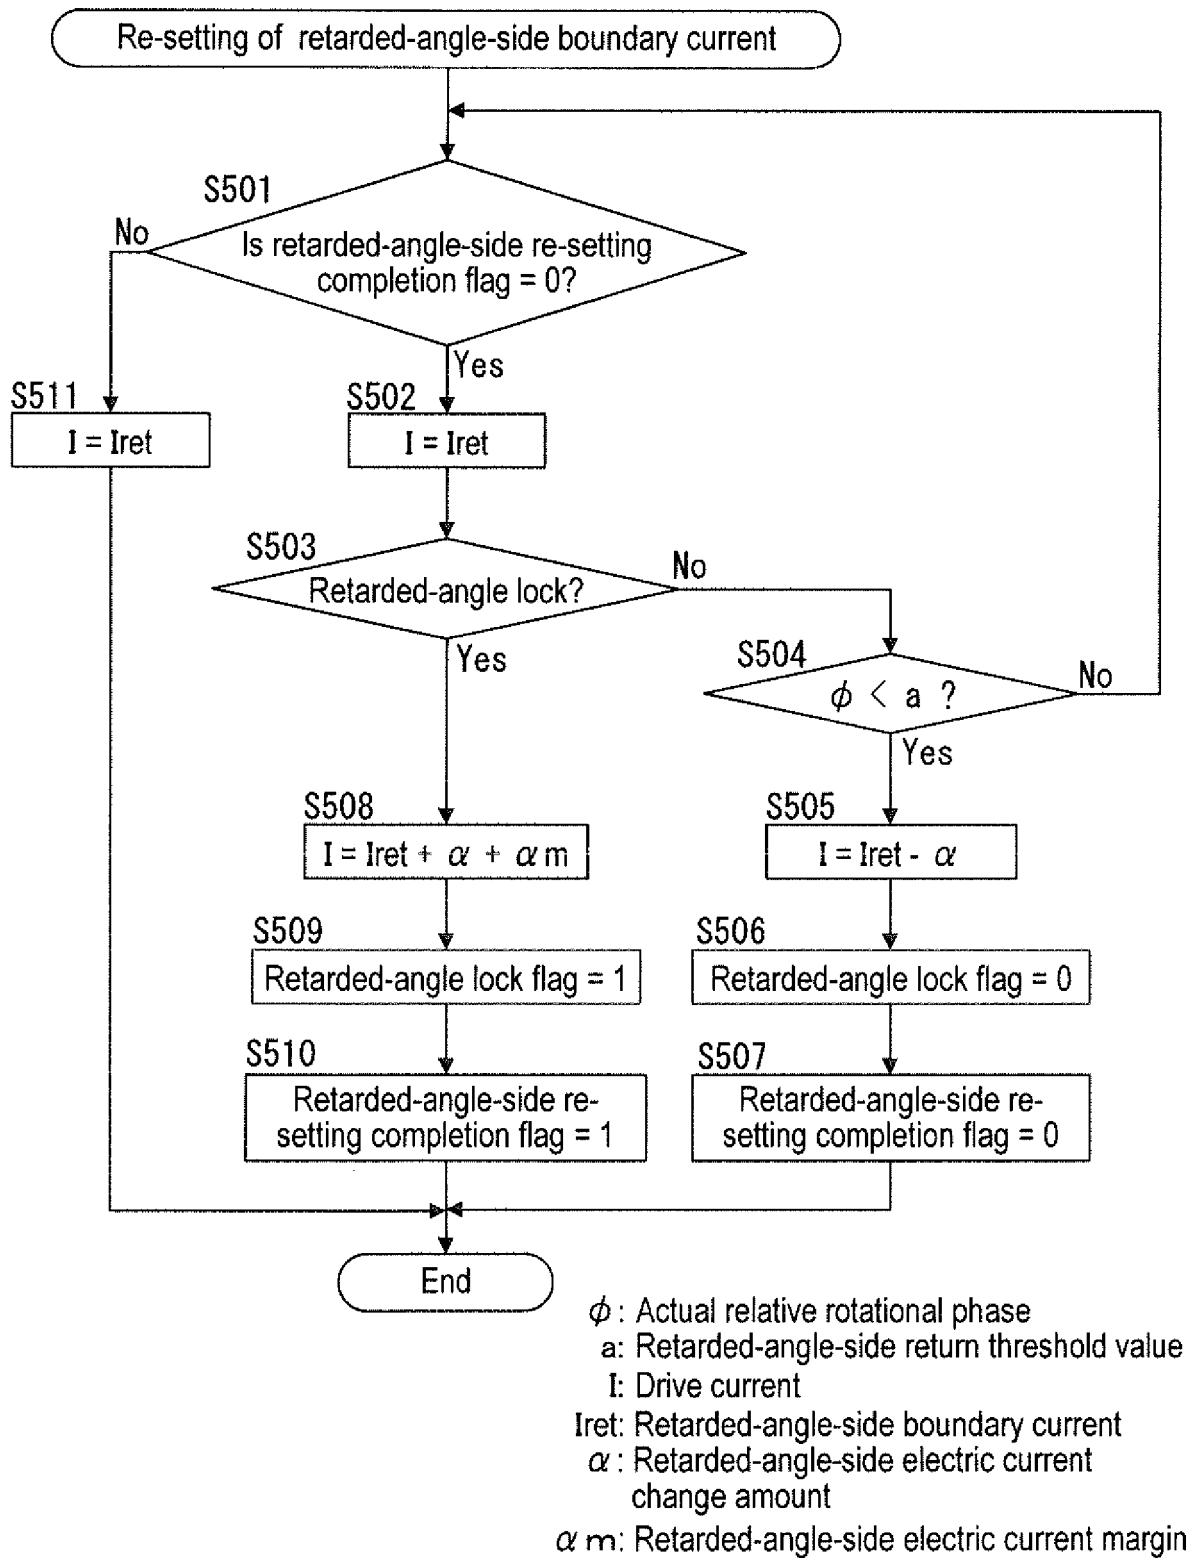 Re-setting of retarded-angle-side boundary current
S501
No
Is retarded-angle-side re-setting
completion flag = 0?
Yes
S511
I = Iret
S502
I = Iret
S503
No
Retarded-angle lock?
Yes
S504
No
ϕ < a ?
Yes
S508
I = Iret + α + αm
S505
I = Iret - α
S509
Retarded-angle lock flag = 1
S506
Retarded-angle lock flag = 0
S510
Retarded-angle-side re-
setting completion flag = 1
S507
Retarded-angle-side re-
setting completion flag = 0
End
ϕ: Actual relative rotational phase
a: Retarded-angle-side return threshold value
I: Drive current
Iret: Retarded-angle-side boundary current
α: Retarded-angle-side electric current
change amount
αm: Retarded-angle-side electric current margin